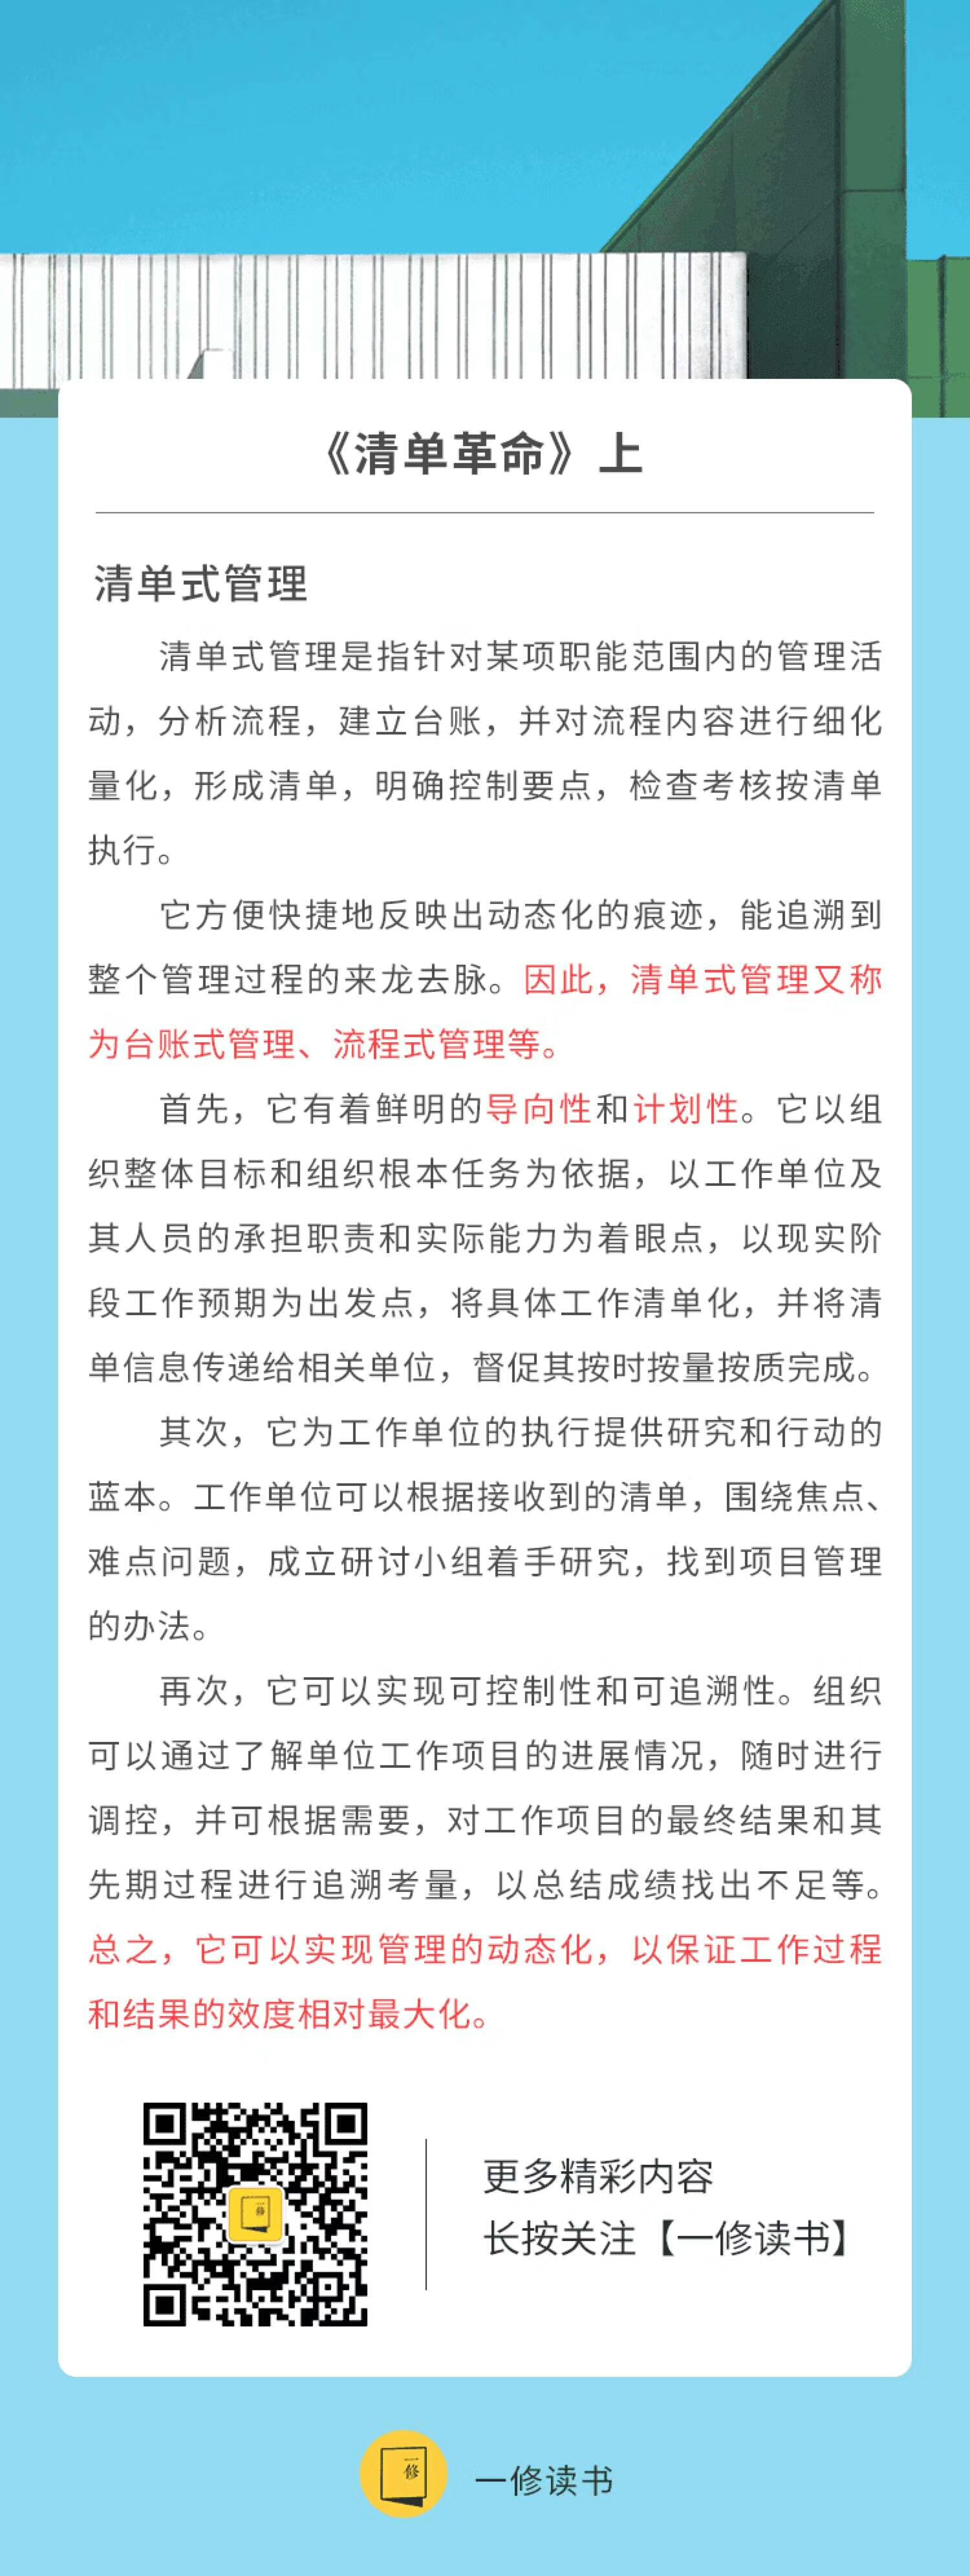 《清单革命》上
清单式管理
清单式管理是指针对某项职能范围内的管理活
动，分析流程，建立台账，并对流程内容进行细化
量化，形成清单，明确控制要点，检查考核按清单
执行。
它方便快捷地反映出动态化的痕迹，能追溯到
整个管理过程的来龙去脉。因此，清单式管理又称
为台账式管理、流程式管理等。
首先，它有着鲜明的导向性和计划性。它以组
织整体目标和组织根本任务为依据，以工作单位及
其人员的承担职责和实际能力为着眼点，以现实阶
段工作预期为出发点，将具体工作清单化，并将清
单信息传递给相关单位，督促其按时按量按质完成。
其次，它为工作单位的执行提供研究和行动的
蓝本。工作单位可以根据接收到的清单，围绕焦点、
难点问题，成立研讨小组着手研究，找到项目管理
的办法。
再次，它可以实现可控制性和可追溯性。组织
可以通过了解单位工作项目的进展情况，随时进行
调控，并可根据需要，对工作项目的最终结果和其
先期过程进行追溯考量，以总结成绩找出不足等。
总之，它可以实现管理的动态化，以保证工作过程
和结果的效度相对最大化。
一修
更多精彩内容
长按关注【一修读书】
一修
一修读书